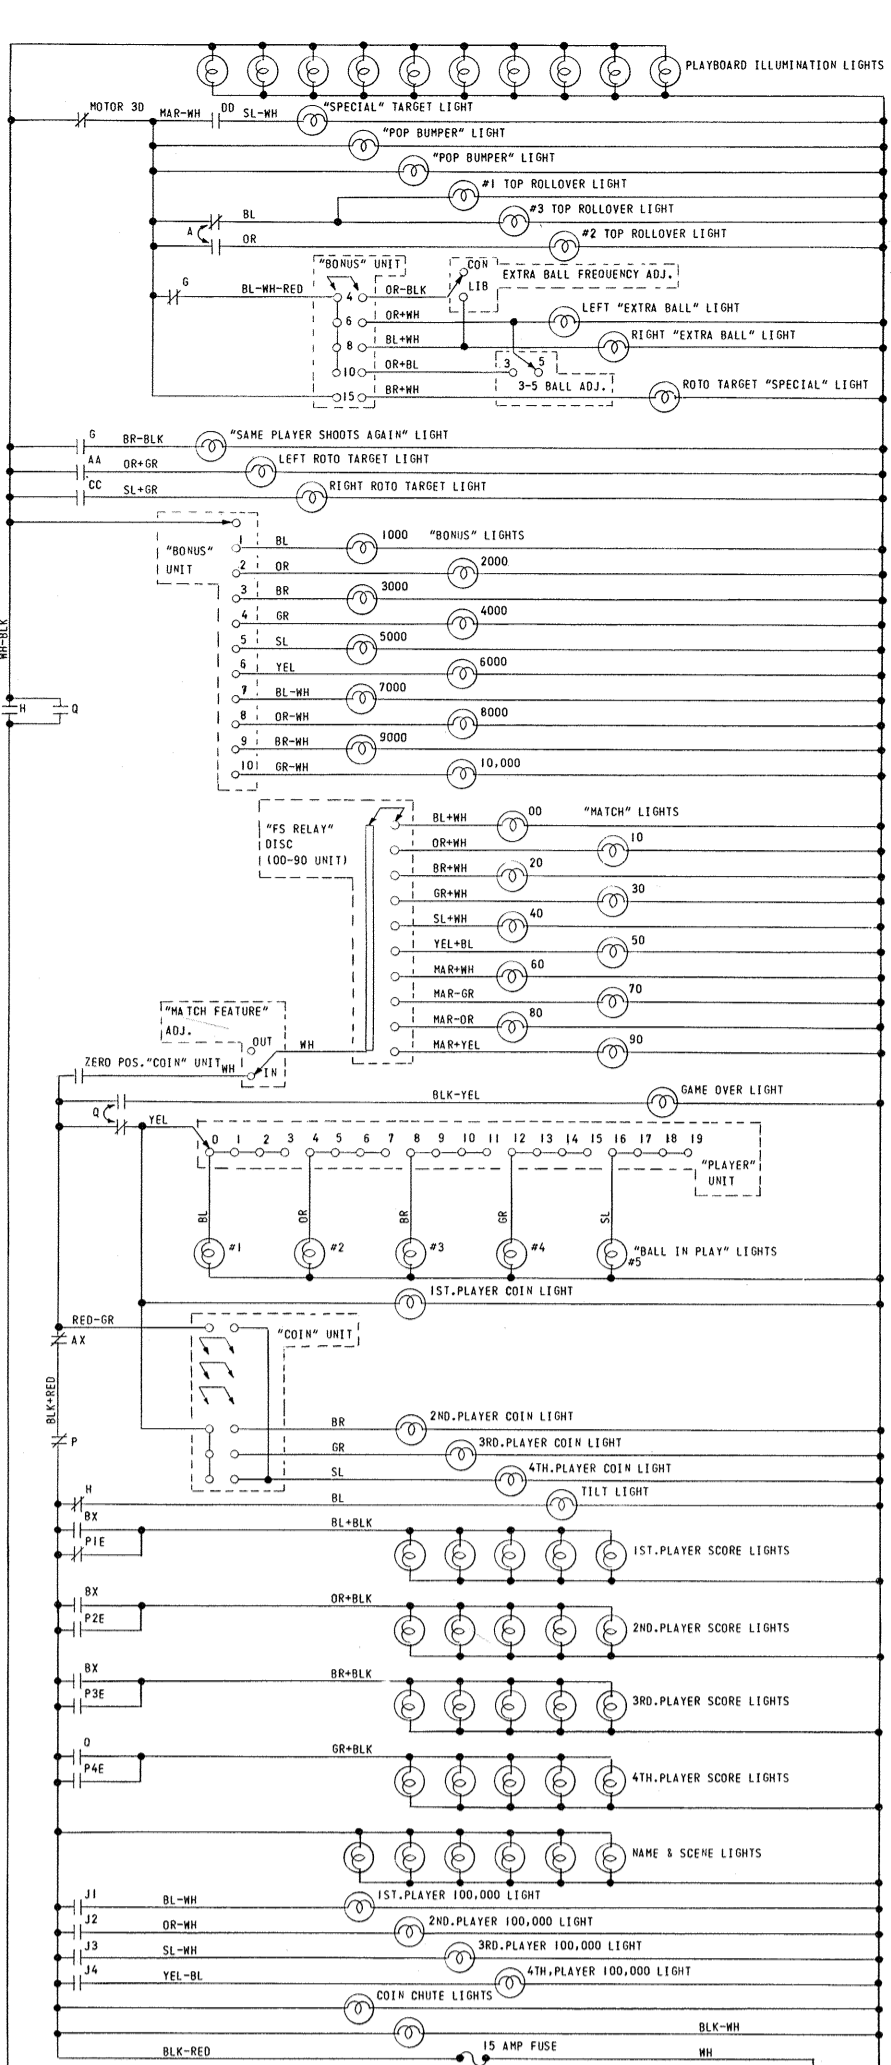 PLAYBOARD ILLUMINATION LIGHTS
MOTOR 3D
MAR-WH DD SL-WH "SPECIAL" TARGET LIGHT
"POP BUMPER" LIGHT
"POP BUMPER" LIGHT
#1 TOP ROLLOVER LIGHT
BL #3 TOP ROLLOVER LIGHT
A OR #2 TOP ROLLOVER LIGHT
"BONUS" UNIT CON EXTRA BALL FREQUENCY ADJ.
G BL-WH-RED 4 OR-BLK LIB
6 OR+WH LEFT "EXTRA BALL" LIGHT
8 BL+WH RIGHT "EXTRA BALL" LIGHT
10 OR+BL 3 5
3-5 BALL ADJ.
15 BR+WH ROTO TARGET "SPECIAL" LIGHT
G BR-BLK "SAME PLAYER SHOOTS AGAIN" LIGHT
AA OR+GR LEFT ROTO TARGET LIGHT
CC SL+GR RIGHT ROTO TARGET LIGHT
"BONUS" UNIT
1 BL 1000 "BONUS" LIGHTS
2 OR 2000
3 BR 3000
4 GR 4000
WH-BLK
5 SL 5000
6 YEL 6000
7 BL-WH 7000
H Q
8 OR-WH 8000
9 BR-WH 9000
10 GR-WH 10,000
"FS RELAY"
DISC
(00-90 UNIT)
BL+WH 00 "MATCH" LIGHTS
OR+WH 10
BR+WH 20
GR+WH 30
SL+WH 40
YEL+BL 50
MAR+WH 60
MAR-GR 70
MAR-OR 80
MAR+YEL 90
"MATCH FEATURE"
ADJ.
OUT
WH
ZERO POS."COIN" UNIT WH IN
BLK-YEL GAME OVER LIGHT
Q YEL
0 1 2 3 4 5 6 7 8 9 10 11 12 13 14 15 16 17 18 19
"PLAYER"
UNIT
BL OR BR GR SL
#1 #2 #3 #4 #5 "BALL IN PLAY" LIGHTS
1ST.PLAYER COIN LIGHT
RED-GR "COIN" UNIT
AX
BLK+RED
BR 2ND.PLAYER COIN LIGHT
P GR 3RD.PLAYER COIN LIGHT
SL 4TH.PLAYER COIN LIGHT
H BL TILT LIGHT
BX BL+BLK
P1E 1ST.PLAYER SCORE LIGHTS
BX OR+BLK
P2E 2ND.PLAYER SCORE LIGHTS
BX BR+BLK
P3E 3RD.PLAYER SCORE LIGHTS
Q GR+BLK
P4E 4TH.PLAYER SCORE LIGHTS
NAME & SCENE LIGHTS
J1 BL-WH 1ST.PLAYER 100,000 LIGHT
J2 OR-WH 2ND.PLAYER 100,000 LIGHT
J3 SL-WH 3RD.PLAYER 100,000 LIGHT
J4 YEL-BL 4TH,PLAYER 100,000 LIGHT
COIN CHUTE LIGHTS
BLK-WH
BLK-RED 15 AMP FUSE WH